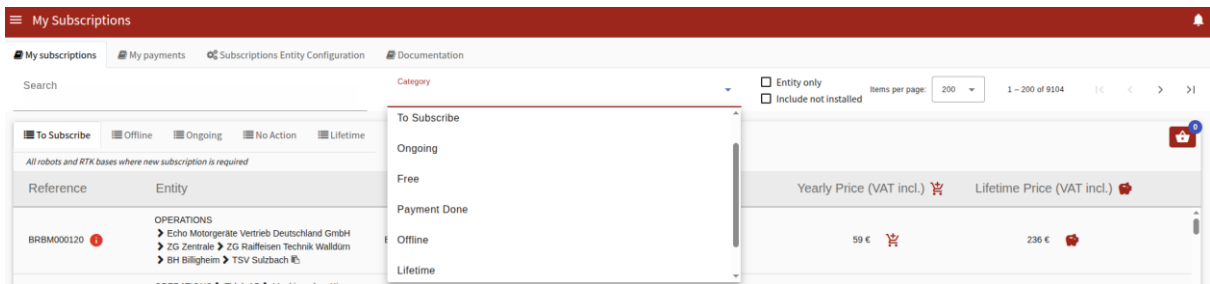 My Subscriptions
My subscriptions My payments Subscriptions Entity Configuration Documentation
Search
Category
Entity only
Include not installed
Items per page: 200 1 – 200 of 9104
To Subscribe Offline Ongoing No Action Lifetime
0
All robots and RTK bases where new subscription is required
To Subscribe
Ongoing
Free
Payment Done
Offline
Lifetime
Reference Entity Yearly Price (VAT incl.) Lifetime Price (VAT incl.)
BRBM000120
OPERATIONS
Echo Motorgeräte Vertrieb Deutschland GmbH
ZG Zentrale ZG Raiffeisen Technik Walldürn
BH Billigheim TSV Sulzbach
59 € 236 €